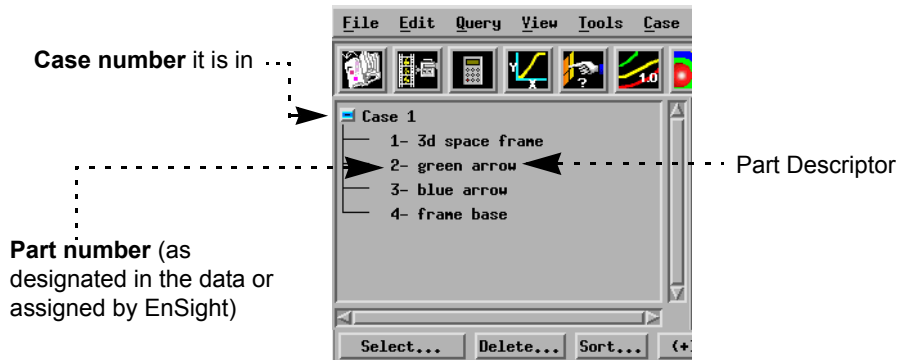 File Edit Query View Tools Case
Case number it is in
Y
X
?
1.0
Case 1
1- 3d space frame
2- green arrow
Part Descriptor
3- blue arrow
4- frame base
Part number (as
designated in the data or
assigned by EnSight)
Select... Delete... Sort... (+)